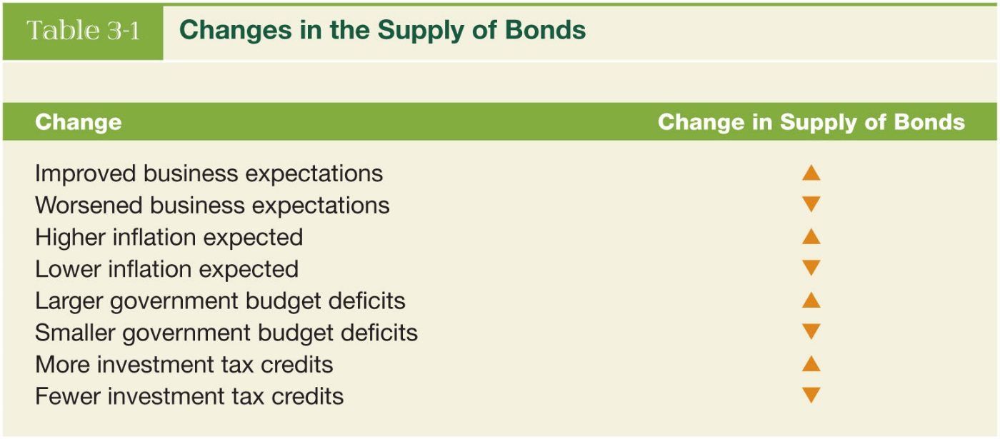 Table 3-1 Changes in the Supply of Bonds
Change Change in Supply of Bonds
Improved business expectations ▲
Worsened business expectations ▼
Higher inflation expected ▲
Lower inflation expected ▼
Larger government budget deficits ▲
Smaller government budget deficits ▼
More investment tax credits ▲
Fewer investment tax credits ▼